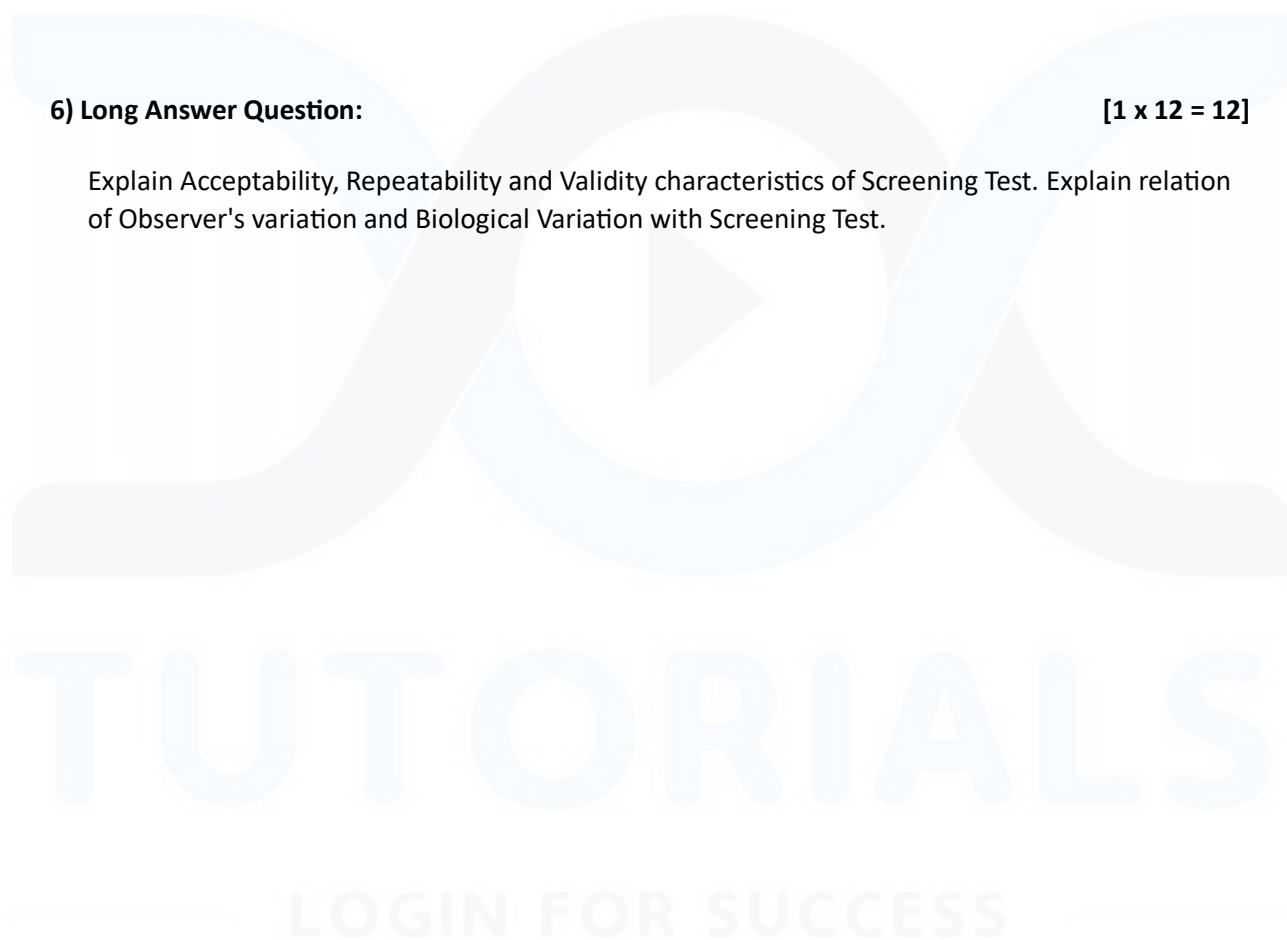 6) Long Answer Question: [1 x 12 = 12]
Explain Acceptability, Repeatability and Validity characteristics of Screening Test. Explain relation
of Observer's variation and Biological Variation with Screening Test.
TUTORIALS
LOGIN FOR SUCCESS